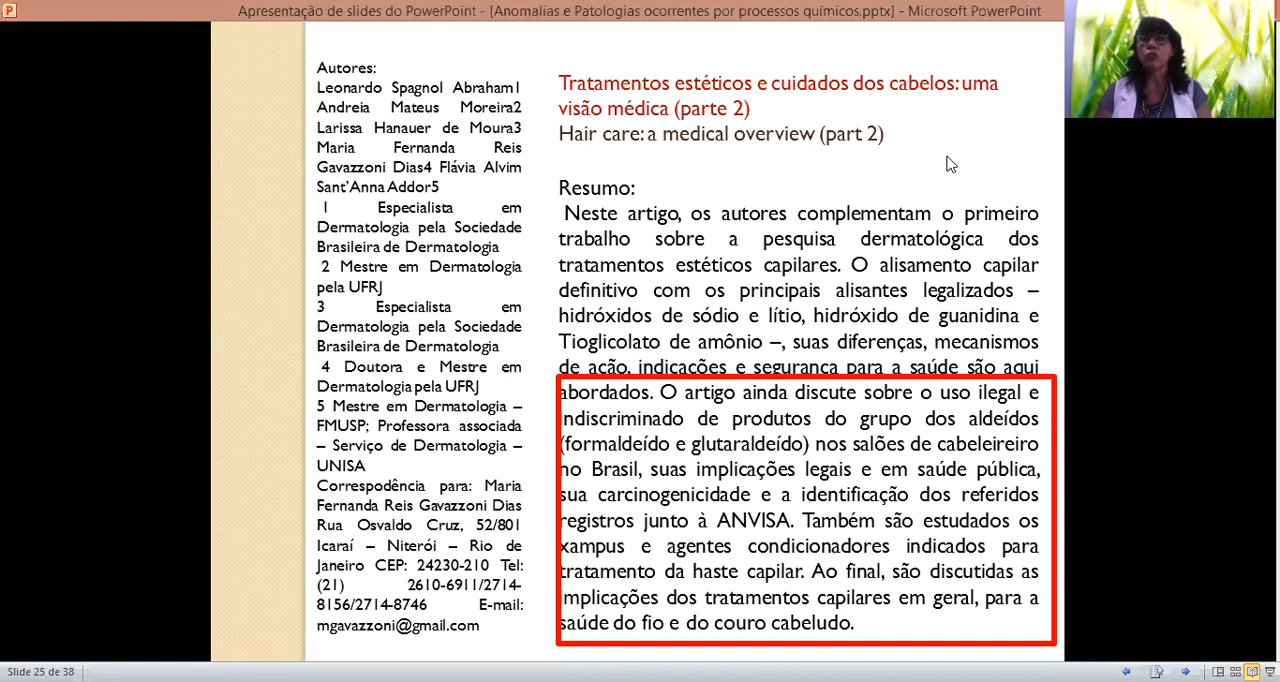 Apresentação de slides do PowerPoint - [Anomalias e Patologias ocorrentes por processos químicos.pptx] - Microsoft PowerPoint
Autores:
Leonardo Spagnol Abraham1
Andreia Mateus Moreira2
Larissa Hanauer de Moura3
Maria Fernanda Reis
Gavazzoni Dias4 Flávia Alvim
Sant'Anna Addor5
1 Especialista em
Dermatologia pela Sociedade
Brasileira de Dermatologia
2 Mestre em Dermatologia
pela UFRJ
3 Especialista em
Dermatologia pela Sociedade
Brasileira de Dermatologia
4 Doutora e Mestre em
Dermatologia pela UFRJ
5 Mestre em Dermatologia –
FMUSP; Professora associada
– Serviço de Dermatologia –
UNISA
Correspodência para: Maria
Fernanda Reis Gavazzoni Dias
Rua Osvaldo Cruz, 52/801
Icaraí – Niterói – Rio de
Janeiro CEP: 24230-210 Tel:
(21) 2610-6911/2714-
8156/2714-8746 E-mail:
mgavazzoni@gmail.com
Tratamentos estéticos e cuidados dos cabelos: uma
visão médica (parte 2)
Hair care: a medical overview (part 2)
Resumo:
Neste artigo, os autores complementam o primeiro
trabalho sobre a pesquisa dermatológica dos
tratamentos estéticos capilares. O alisamento capilar
definitivo com os principais alisantes legalizados –
hidróxidos de sódio e lítio, hidróxido de guanidina e
Tioglicolato de amônio –, suas diferenças, mecanismos
de ação, indicações e segurança para a saúde são aqui
abordados. O artigo ainda discute sobre o uso ilegal e
indiscriminado de produtos do grupo dos aldeídos
(formaldeído e glutaraldeído) nos salões de cabeleireiro
no Brasil, suas implicações legais e em saúde pública,
sua carcinogenicidade e a identificação dos referidos
registros junto à ANVISA. Também são estudados os
xampus e agentes condicionadores indicados para
tratamento da haste capilar. Ao final, são discutidas as
implicações dos tratamentos capilares em geral, para a
saúde do fio e do couro cabeludo.
Slide 25 de 38